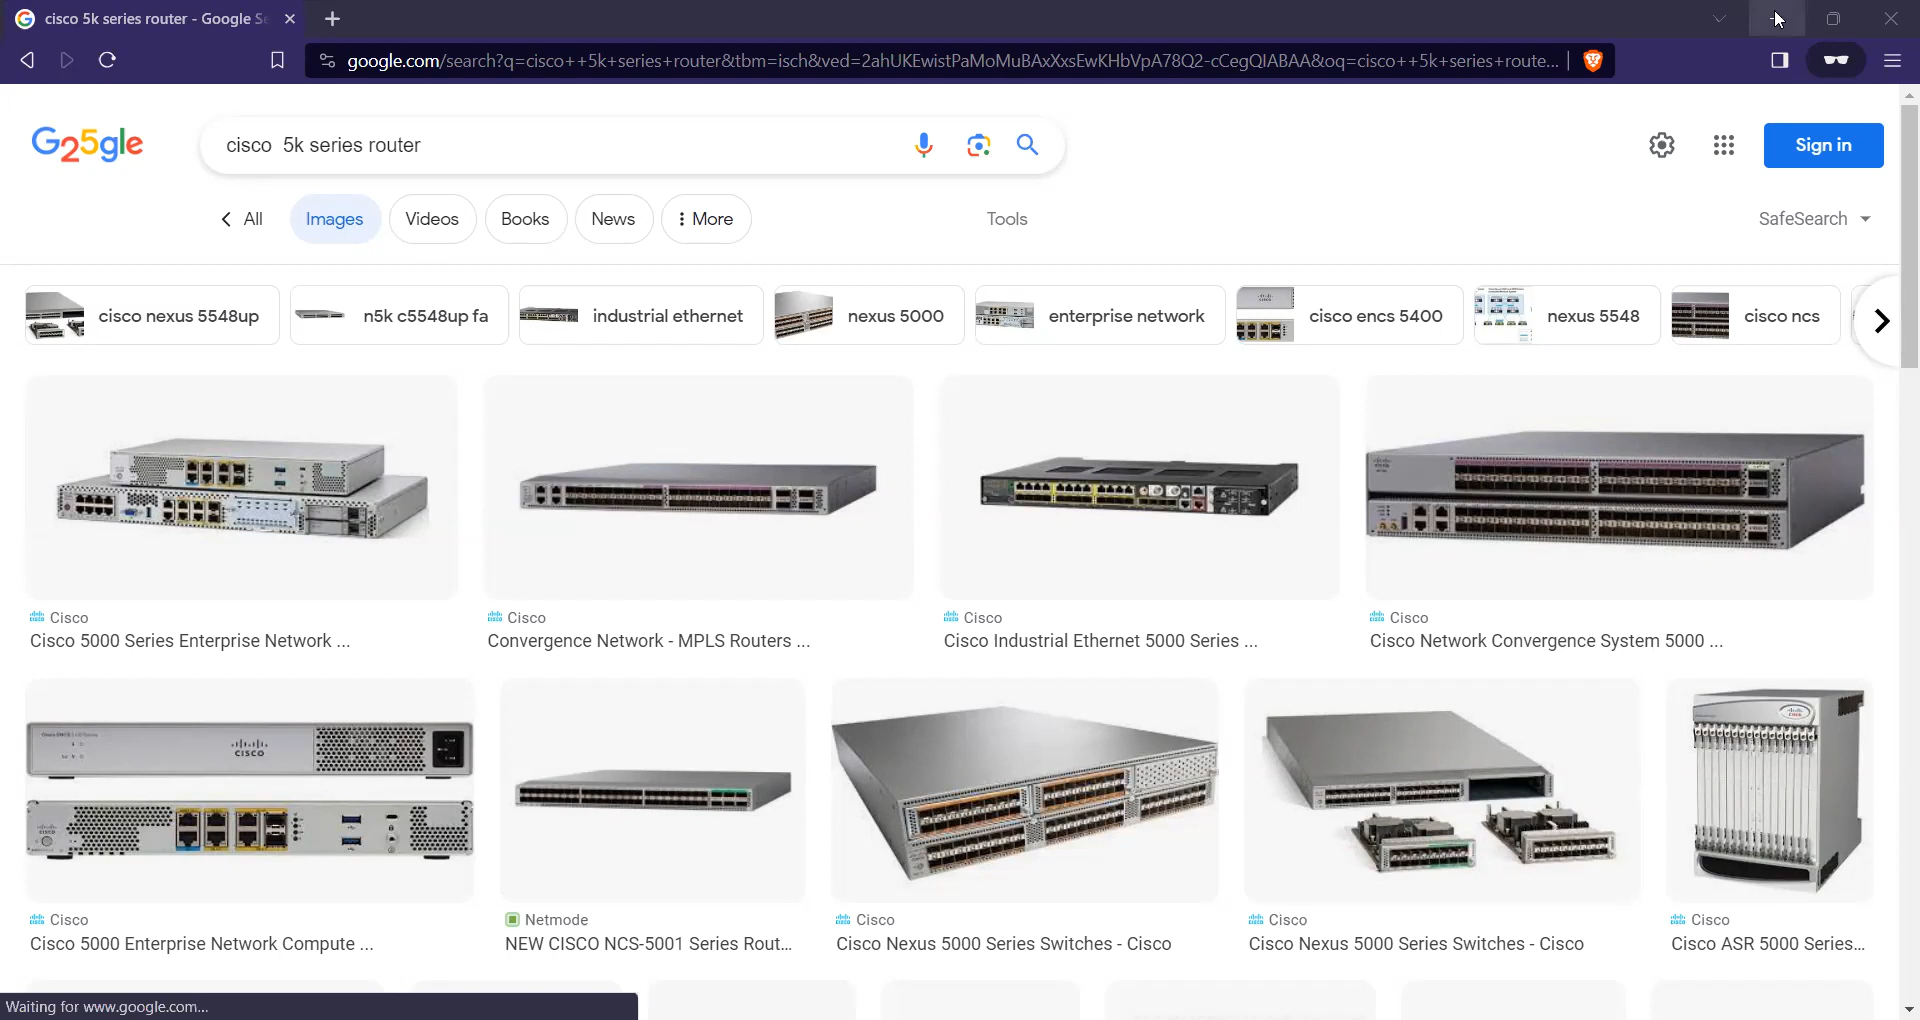 cisco 5k series router - Google Se
google.com/search?q=cisco++5k+series+router&tbm=isch&ved=2ahUKEwistPaMoMuBAxXxsEwKHbVpA78Q2-cCegQIABAA&oq=cisco++5k+series+route...
G25gle
cisco  5k series router
Sign in
All
Images
Videos
Books
News
More
Tools
SafeSearch
cisco nexus 5548up
n5k c5548up fa
industrial ethernet
nexus 5000
enterprise network
cisco encs 5400
nexus 5548
cisco ncs
Cisco
Cisco 5000 Series Enterprise Network ...
Cisco
Convergence Network - MPLS Routers ...
Cisco
Cisco Industrial Ethernet 5000 Series ...
Cisco
Cisco Network Convergence System 5000 ...
CISCO
Cisco
Cisco 5000 Enterprise Network Compute ...
Netmode
NEW CISCO NCS-5001 Series Rout...
Cisco
Cisco Nexus 5000 Series Switches - Cisco
Cisco
Cisco Nexus 5000 Series Switches - Cisco
Cisco
Cisco ASR 5000 Series...
Waiting for www.google.com...